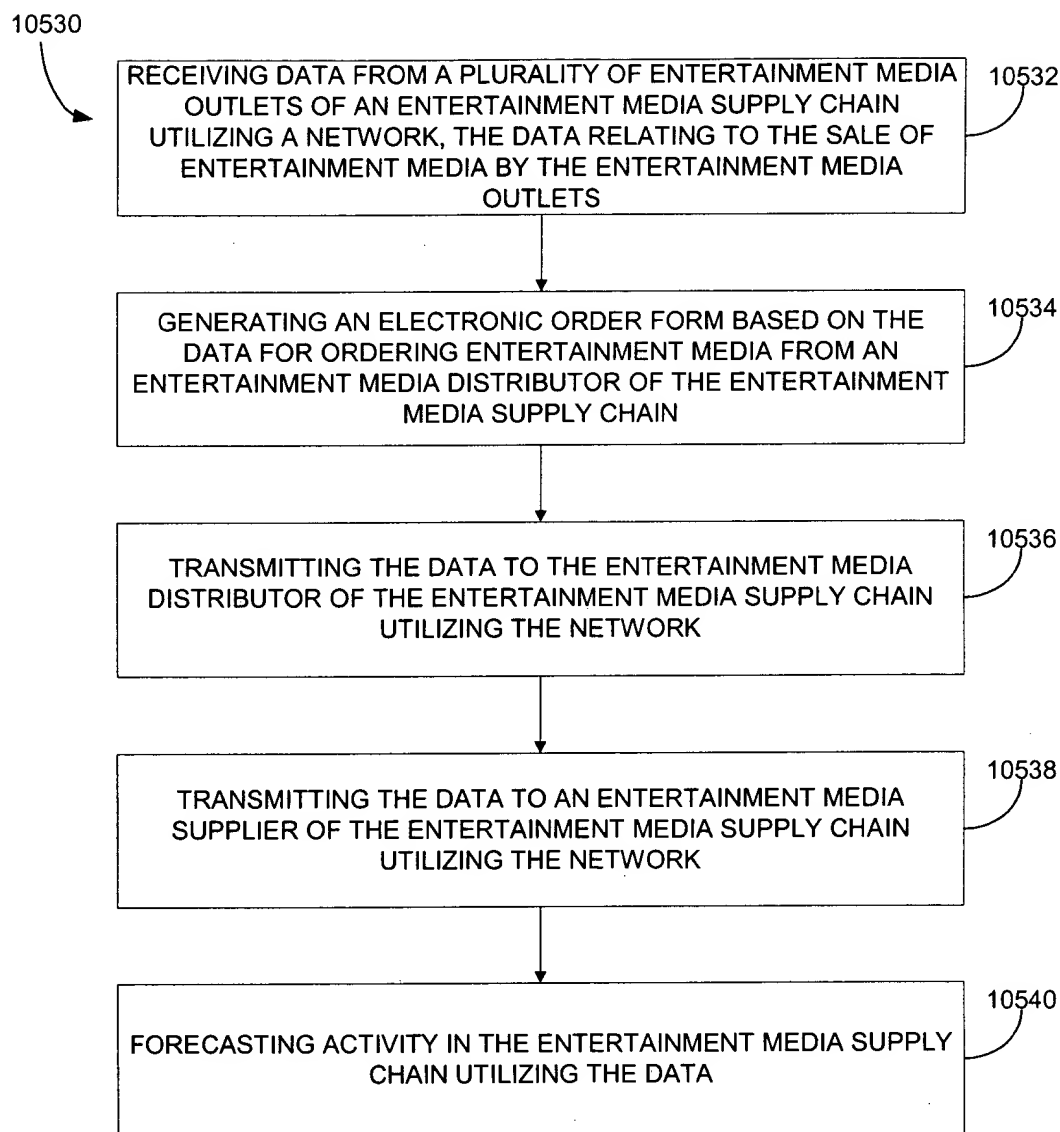 10530
RECEIVING DATA FROM A PLURALITY OF ENTERTAINMENT MEDIA
OUTLETS OF AN ENTERTAINMENT MEDIA SUPPLY CHAIN
UTILIZING A NETWORK, THE DATA RELATING TO THE SALE OF
ENTERTAINMENT MEDIA BY THE ENTERTAINMENT MEDIA
OUTLETS
10532
GENERATING AN ELECTRONIC ORDER FORM BASED ON THE
DATA FOR ORDERING ENTERTAINMENT MEDIA FROM AN
ENTERTAINMENT MEDIA DISTRIBUTOR OF THE ENTERTAINMENT
MEDIA SUPPLY CHAIN
10534
TRANSMITTING THE DATA TO THE ENTERTAINMENT MEDIA
DISTRIBUTOR OF THE ENTERTAINMENT MEDIA SUPPLY CHAIN
UTILIZING THE NETWORK
10536
TRANSMITTING THE DATA TO AN ENTERTAINMENT MEDIA
SUPPLIER OF THE ENTERTAINMENT MEDIA SUPPLY CHAIN
UTILIZING THE NETWORK
10538
FORECASTING ACTIVITY IN THE ENTERTAINMENT MEDIA SUPPLY
CHAIN UTILIZING THE DATA
10540